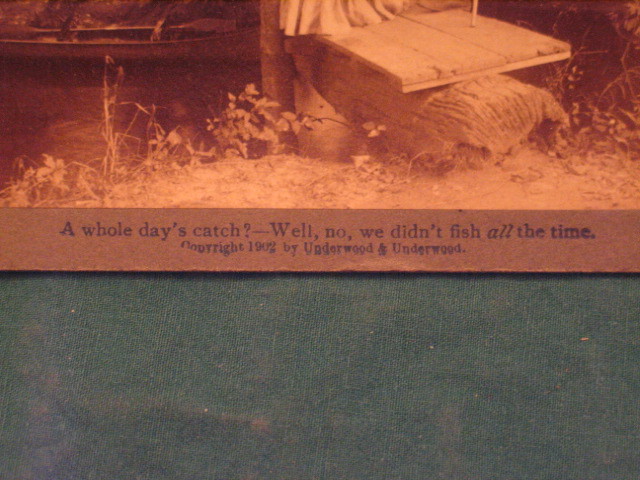 A whole day's catch?—Well, no, we didn't fish all the time.
Copyright 1902 by Underwood & Underwood.